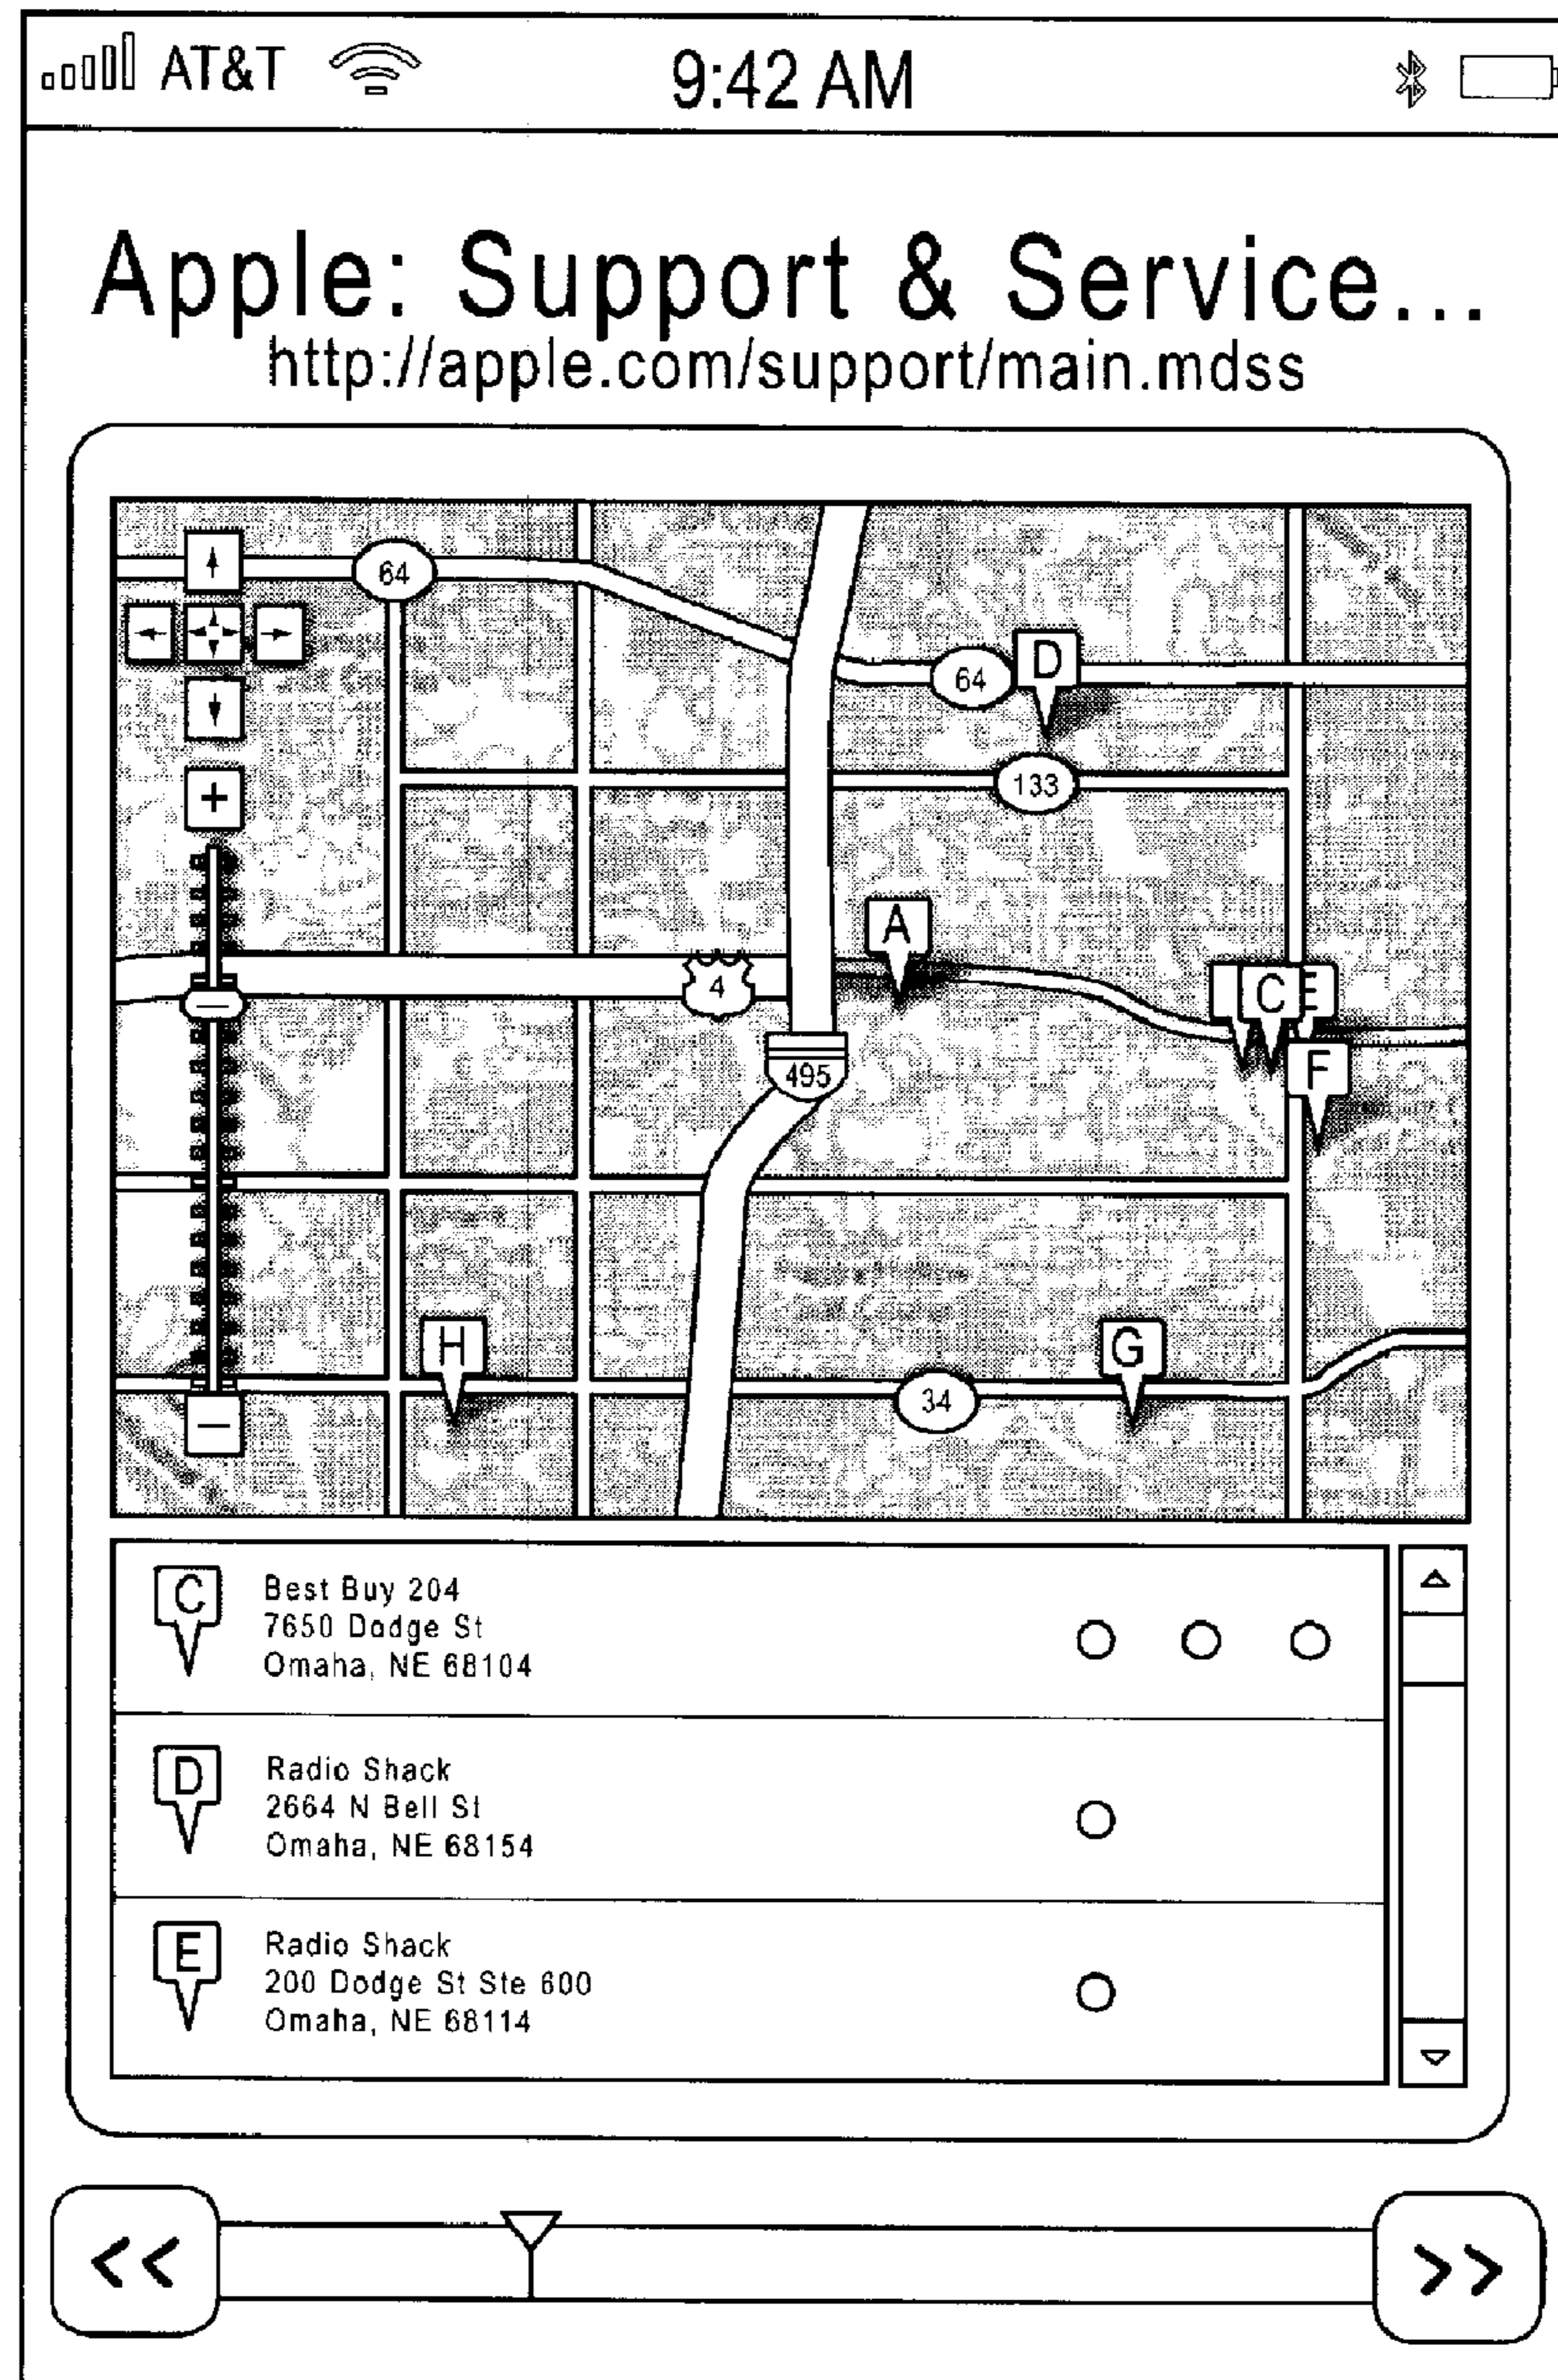 AT&T 9:42 AM
Apple: Support & Service...
http://apple.com/support/main.mdss
64
64
D
+
133
A
4
C E
495
F
H
G
34
−
C
Best Buy 204
7650 Dodge St
Omaha, NE 68104
D
Radio Shack
2664 N Bell St
Omaha, NE 68154
E
Radio Shack
200 Dodge St Ste 600
Omaha, NE 68114
<< >>